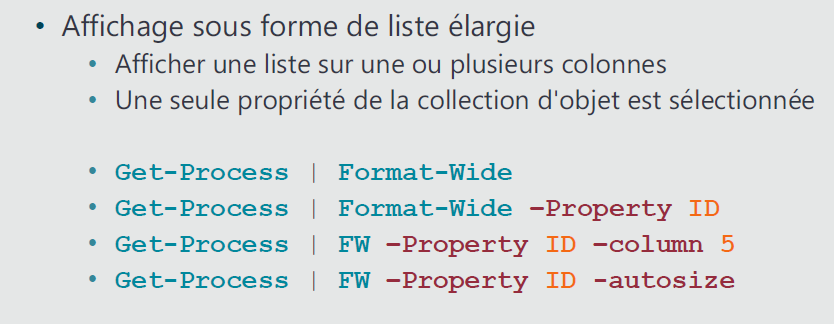 • Affichage sous forme de liste élargie
• Afficher une liste sur une ou plusieurs colonnes
• Une seule propriété de la collection d'objet est sélectionnée
• Get-Process | Format-Wide
• Get-Process | Format-Wide –Property ID
• Get-Process | FW –Property ID –column 5
• Get-Process | FW –Property ID -autosize